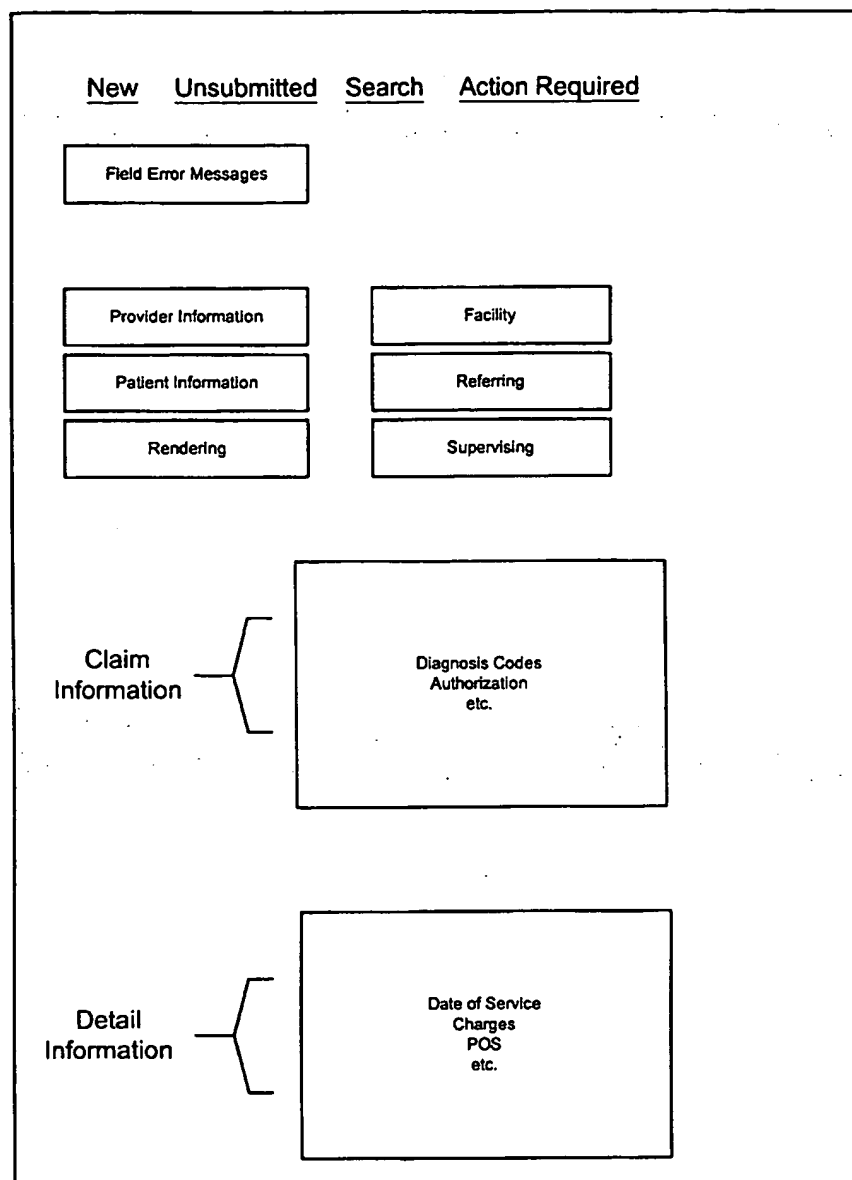 New Unsubmitted Search Action Required
Field Error Messages
Provider Information
Facility
Patient Information
Referring
Rendering
Supervising
Claim
Information
Diagnosis Codes
Authorization
etc.
Detail
Information
Date of Service
Charges
POS
etc.